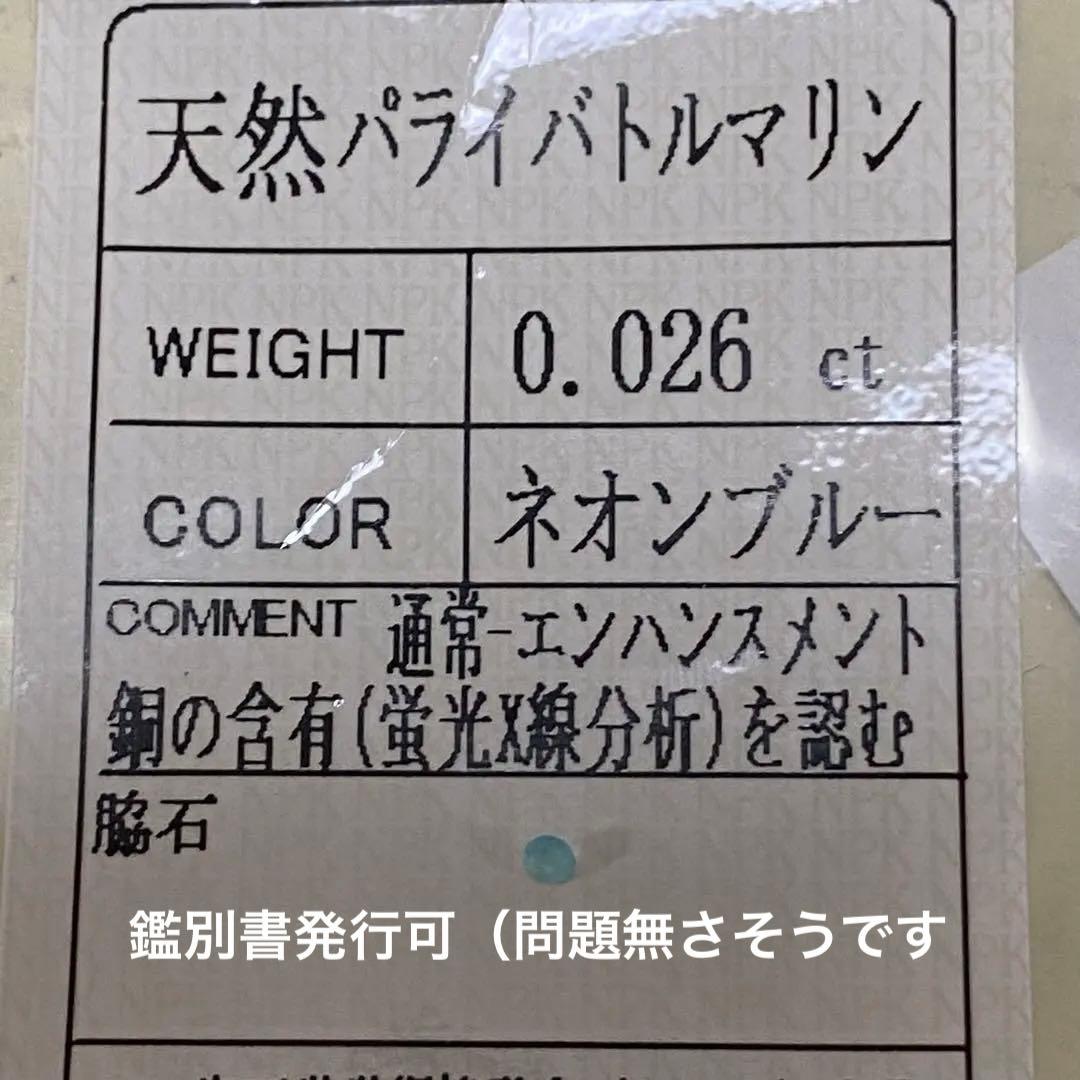 天然パライバトルマリン
WEIGHT 0.026 ct
COLOR ネオンブルー
COMMENT 通常-エンハンスメント
銅の含有(蛍光X線分析)を認む。
脇石
鑑別書発行可（問題無さそうです